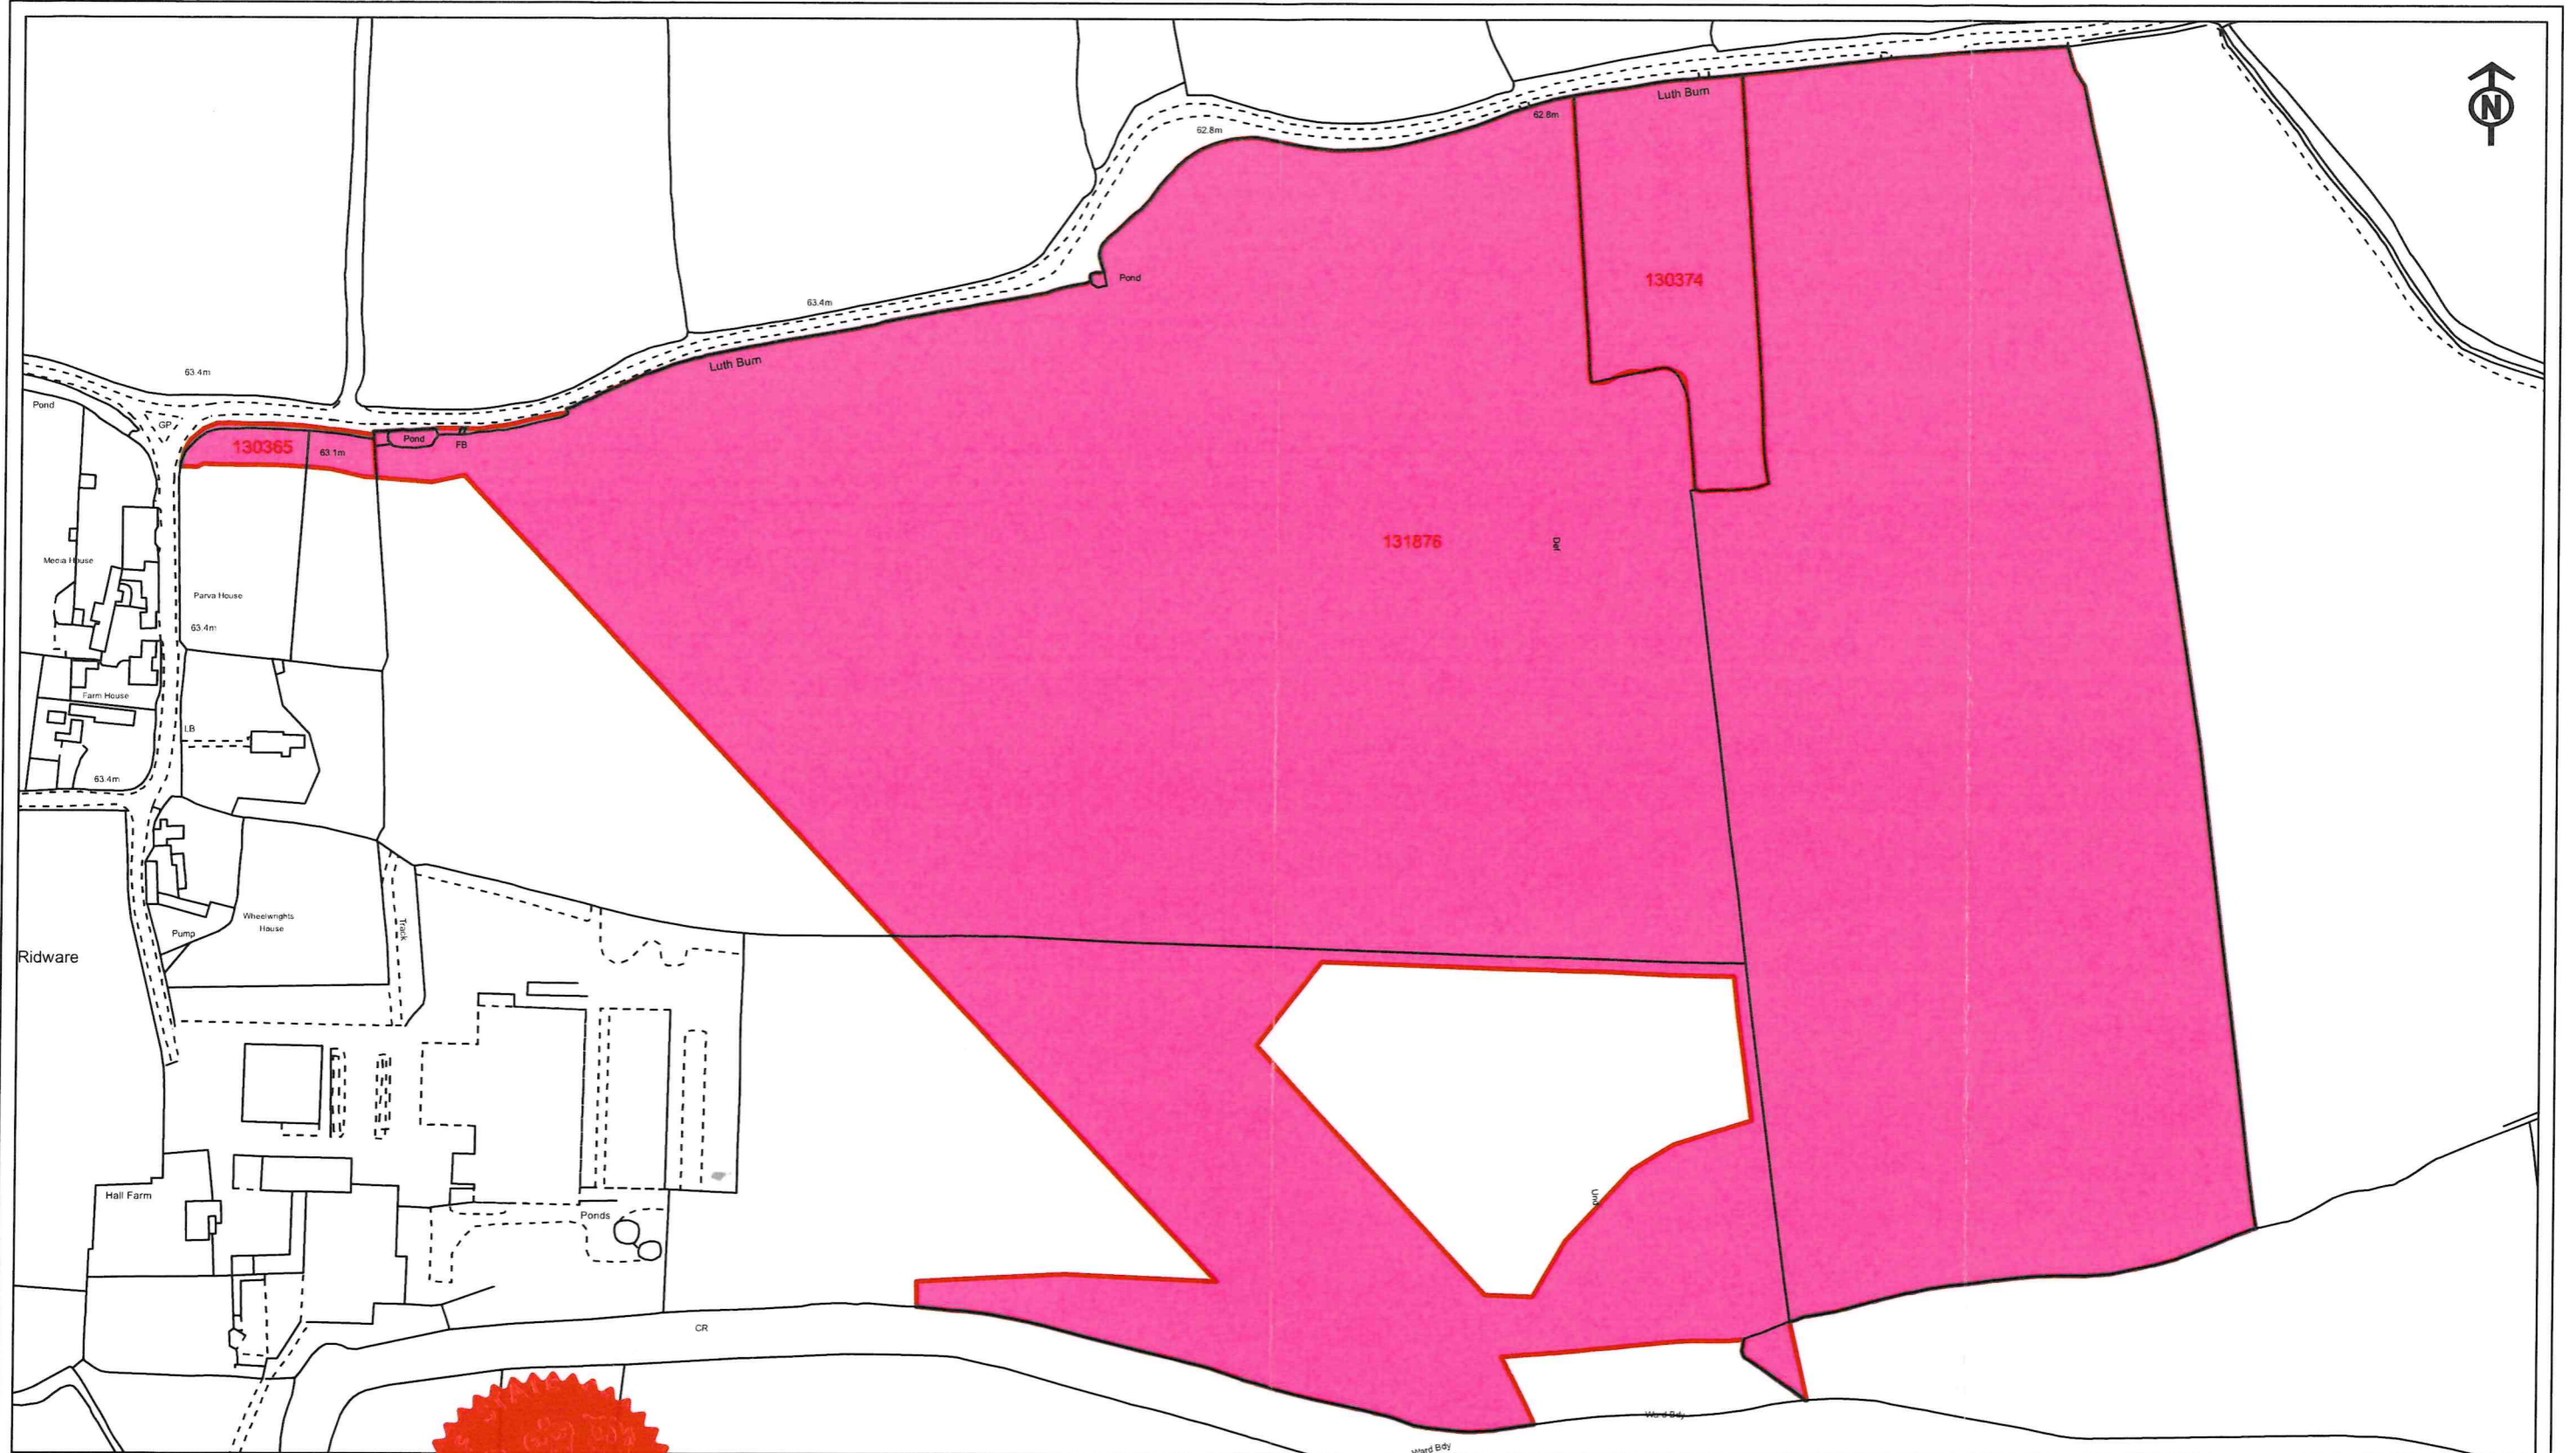 N
Luth Burn
62.8m
62.8m
130374
Pond
63.4m
Luth Burn
63.4m
Pond
GP
130365
63.1m
Pond
FB
131876
Def
Media House
Parva House
63.4m
Farm House
LB
63.4m
Wheelwrights
House
Track
Pump
Ridware
Und
Hall Farm
Ponds
CR
Ward Bdy
Ward Bdy